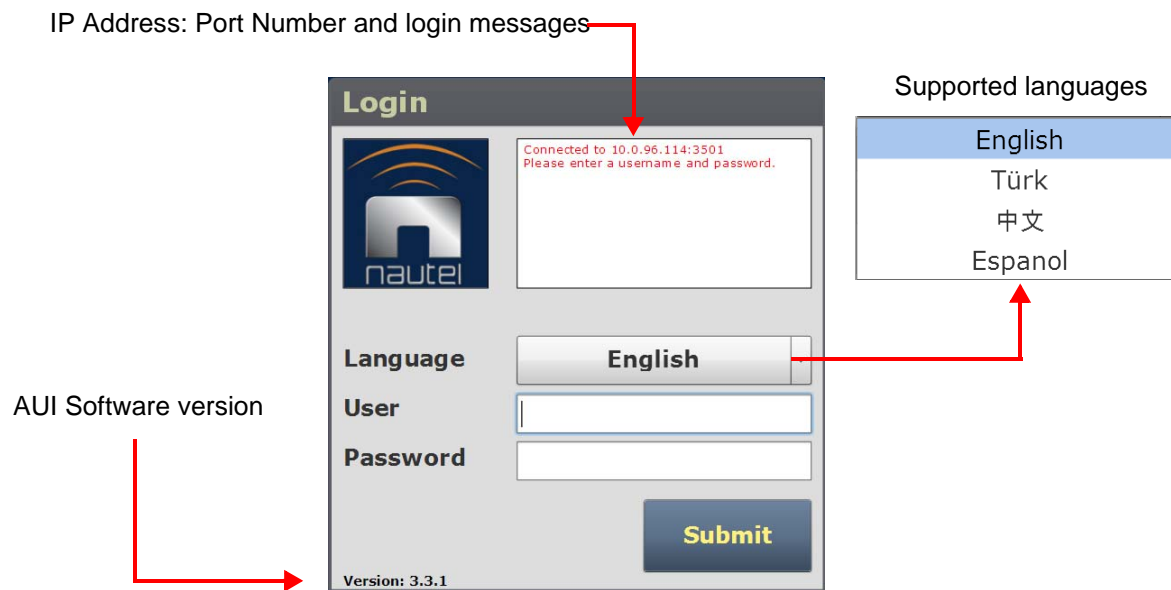 IP Address: Port Number and login messages
Login
Connected to 10.0.96.114:3501
Please enter a username and password.
nautel
Supported languages
English
Türk
中文
Espanol
Language
English
User
Password
AUI Software version
Submit
Version: 3.3.1